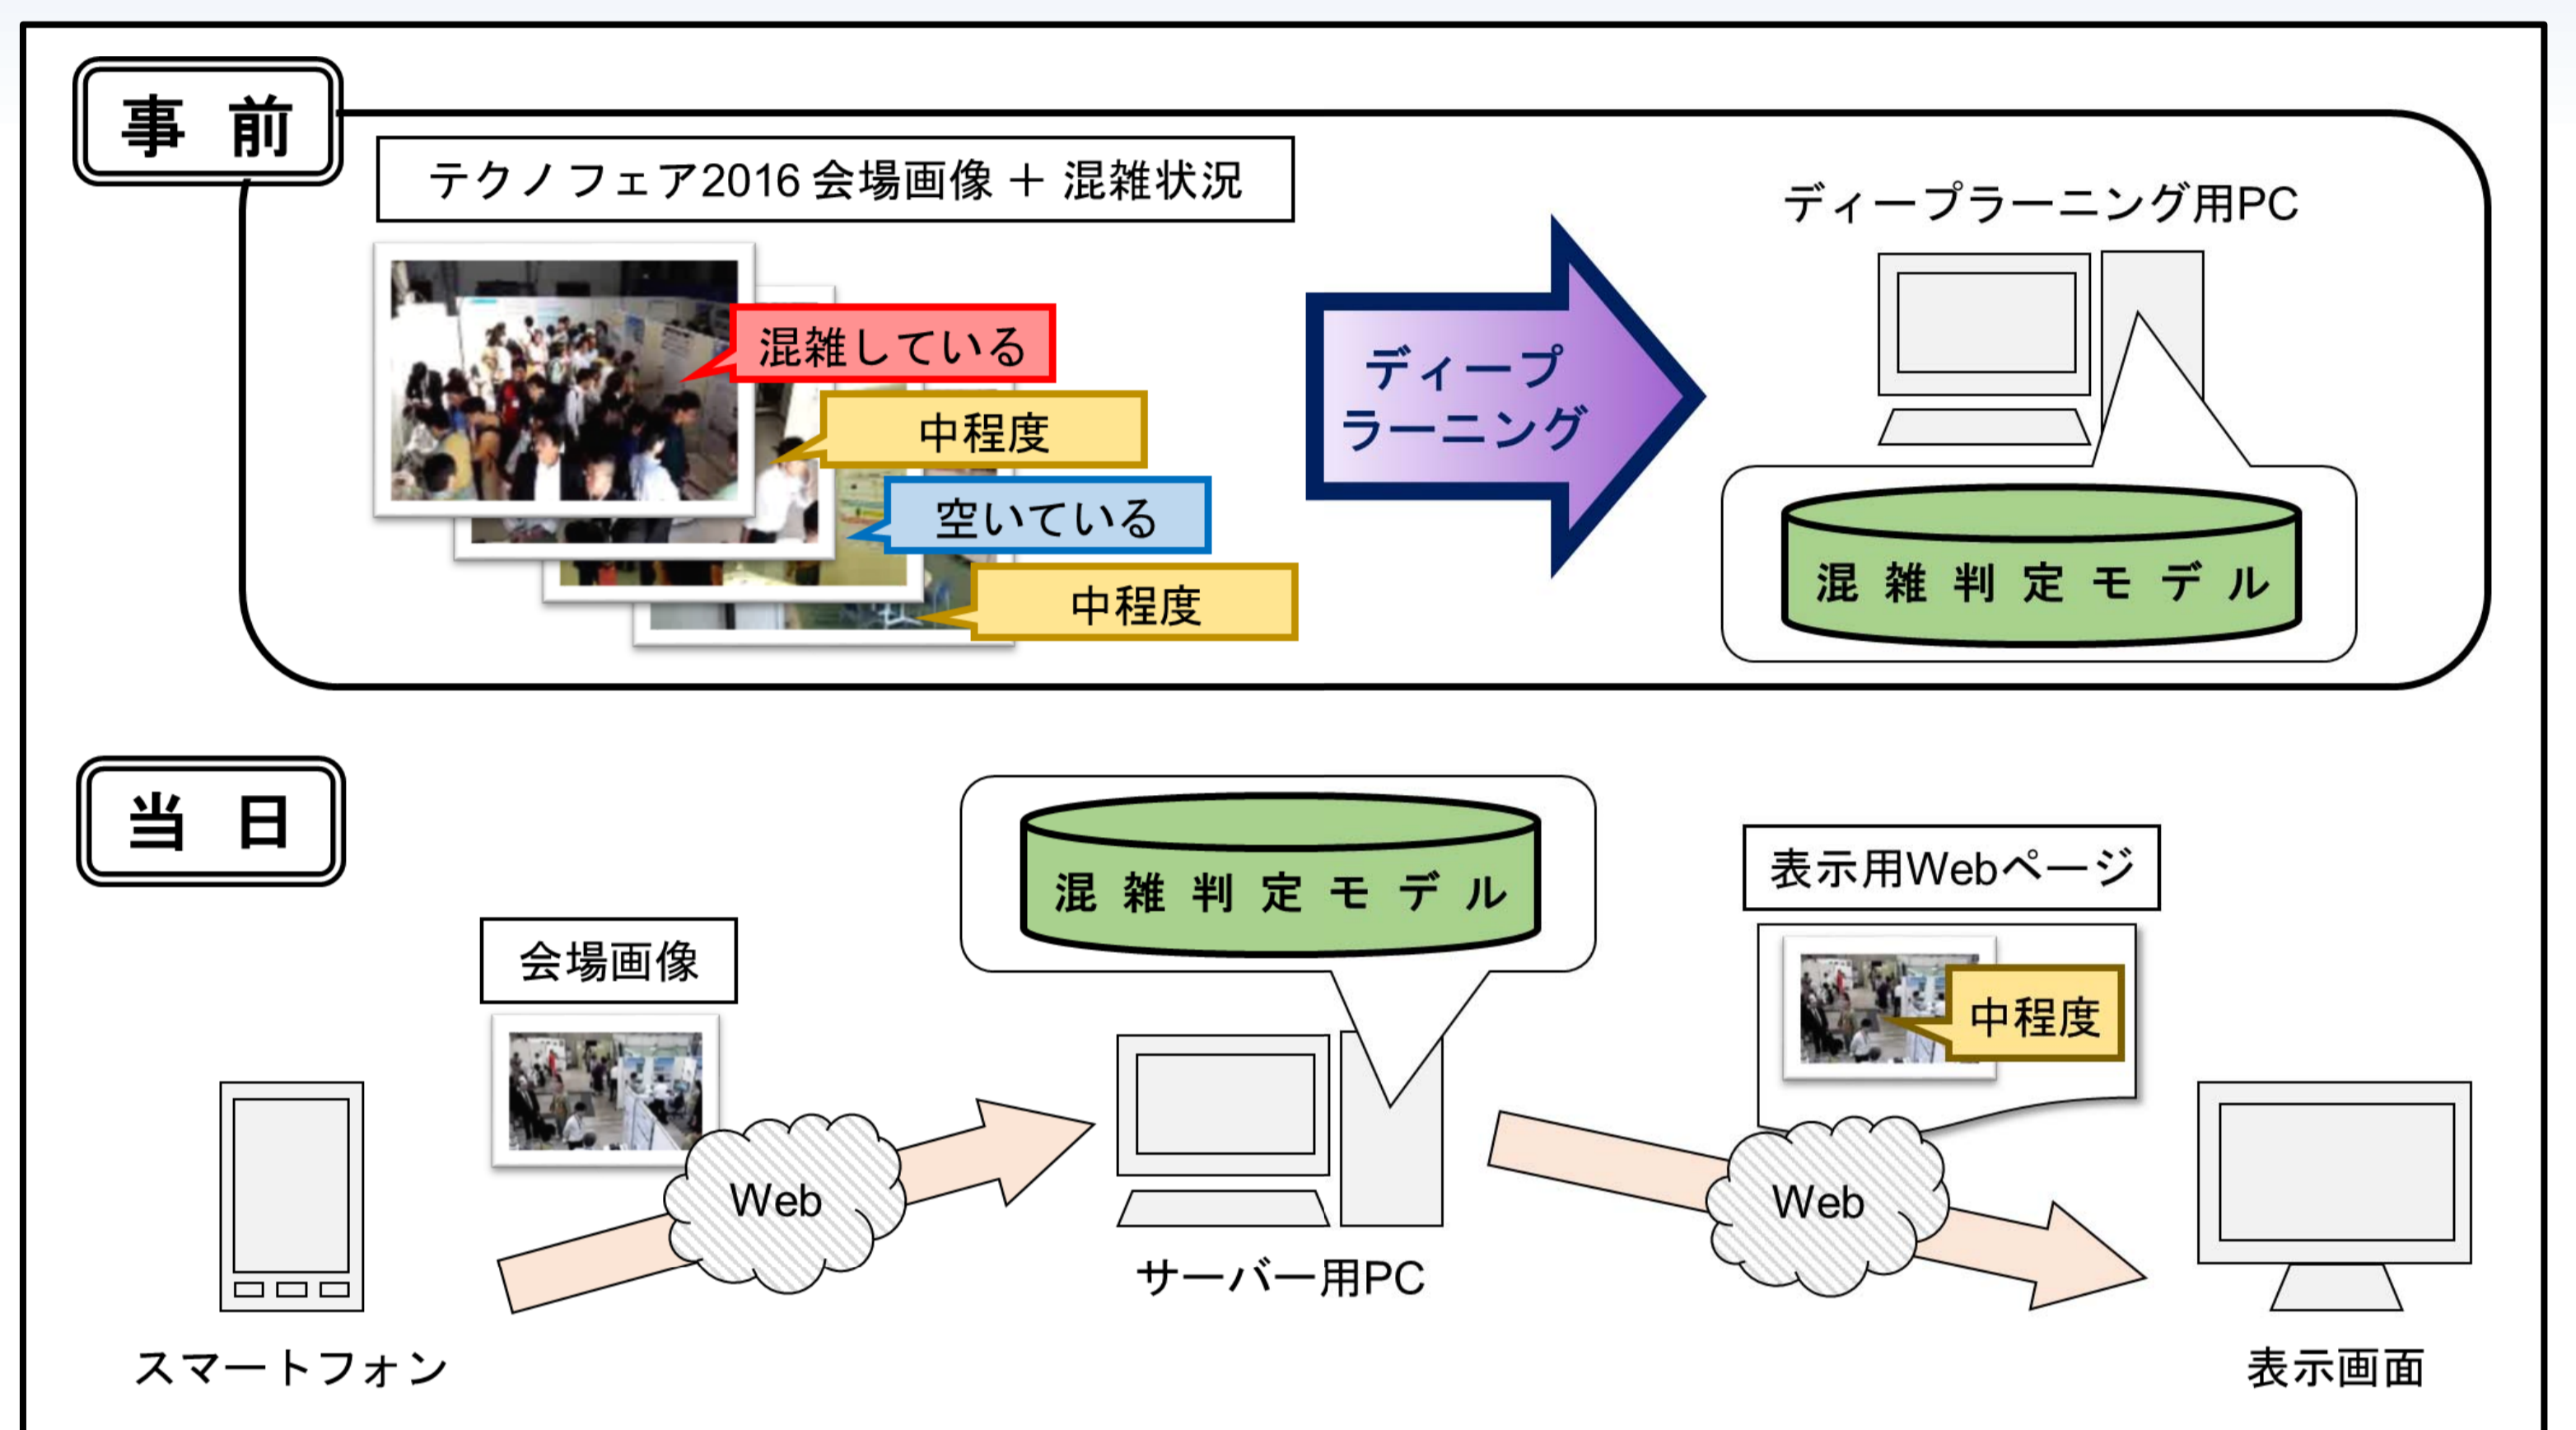 事 前
テクノフェア2016 会場画像 ＋ 混雑状況
混雑している
中程度
空いている
中程度
ディープ
ラーニング
ディープラーニング用PC
混 雑 判 定 モ デ ル
当 日
会場画像
Web
スマートフォン
混 雑 判 定 モ デ ル
サーバー用PC
表示用Webページ
中程度
Web
表示画面